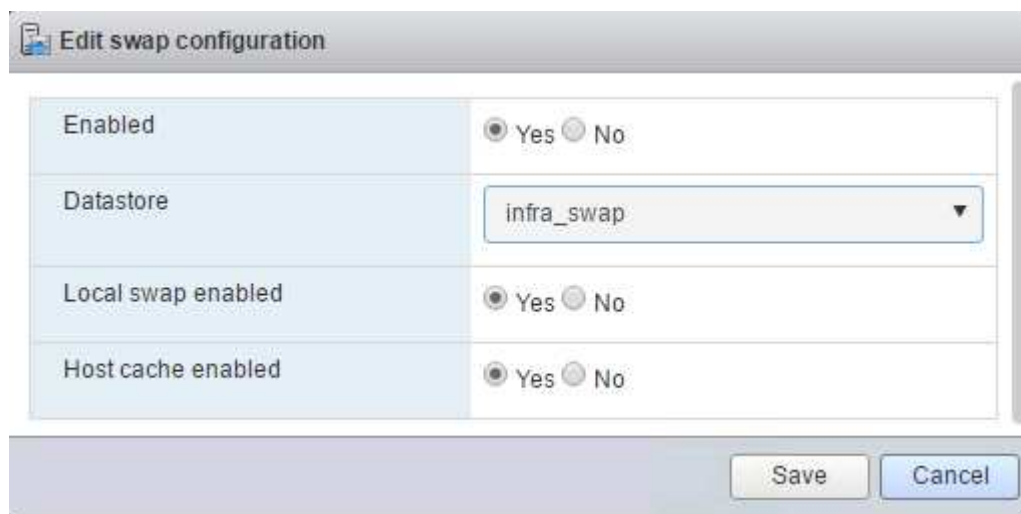 Edit swap configuration
Enabled Yes No
Datastore infra_swap
Local swap enabled Yes No
Host cache enabled Yes No
Save Cancel